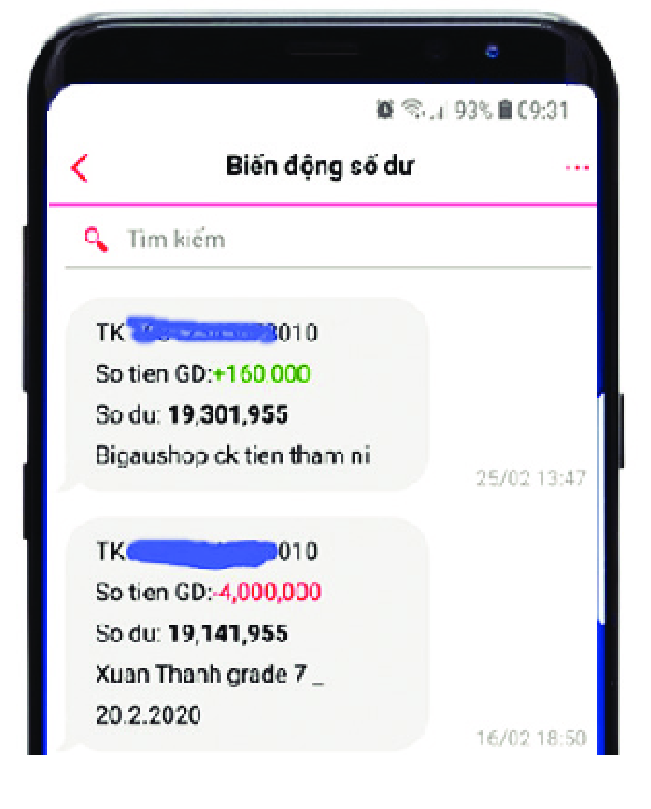 93% 09:31
Biến động số dư
Tìm kiếm
TK 010
So tien GD:+160.000
So du: 19,301,955
Bigaushop ck tien tham ni
25/02 13:47
TK 010
So tien GD:-4,000,000
So du: 19,141,955
Xuan Thanh grade 7 _
20.2.2020
16/02 18:50